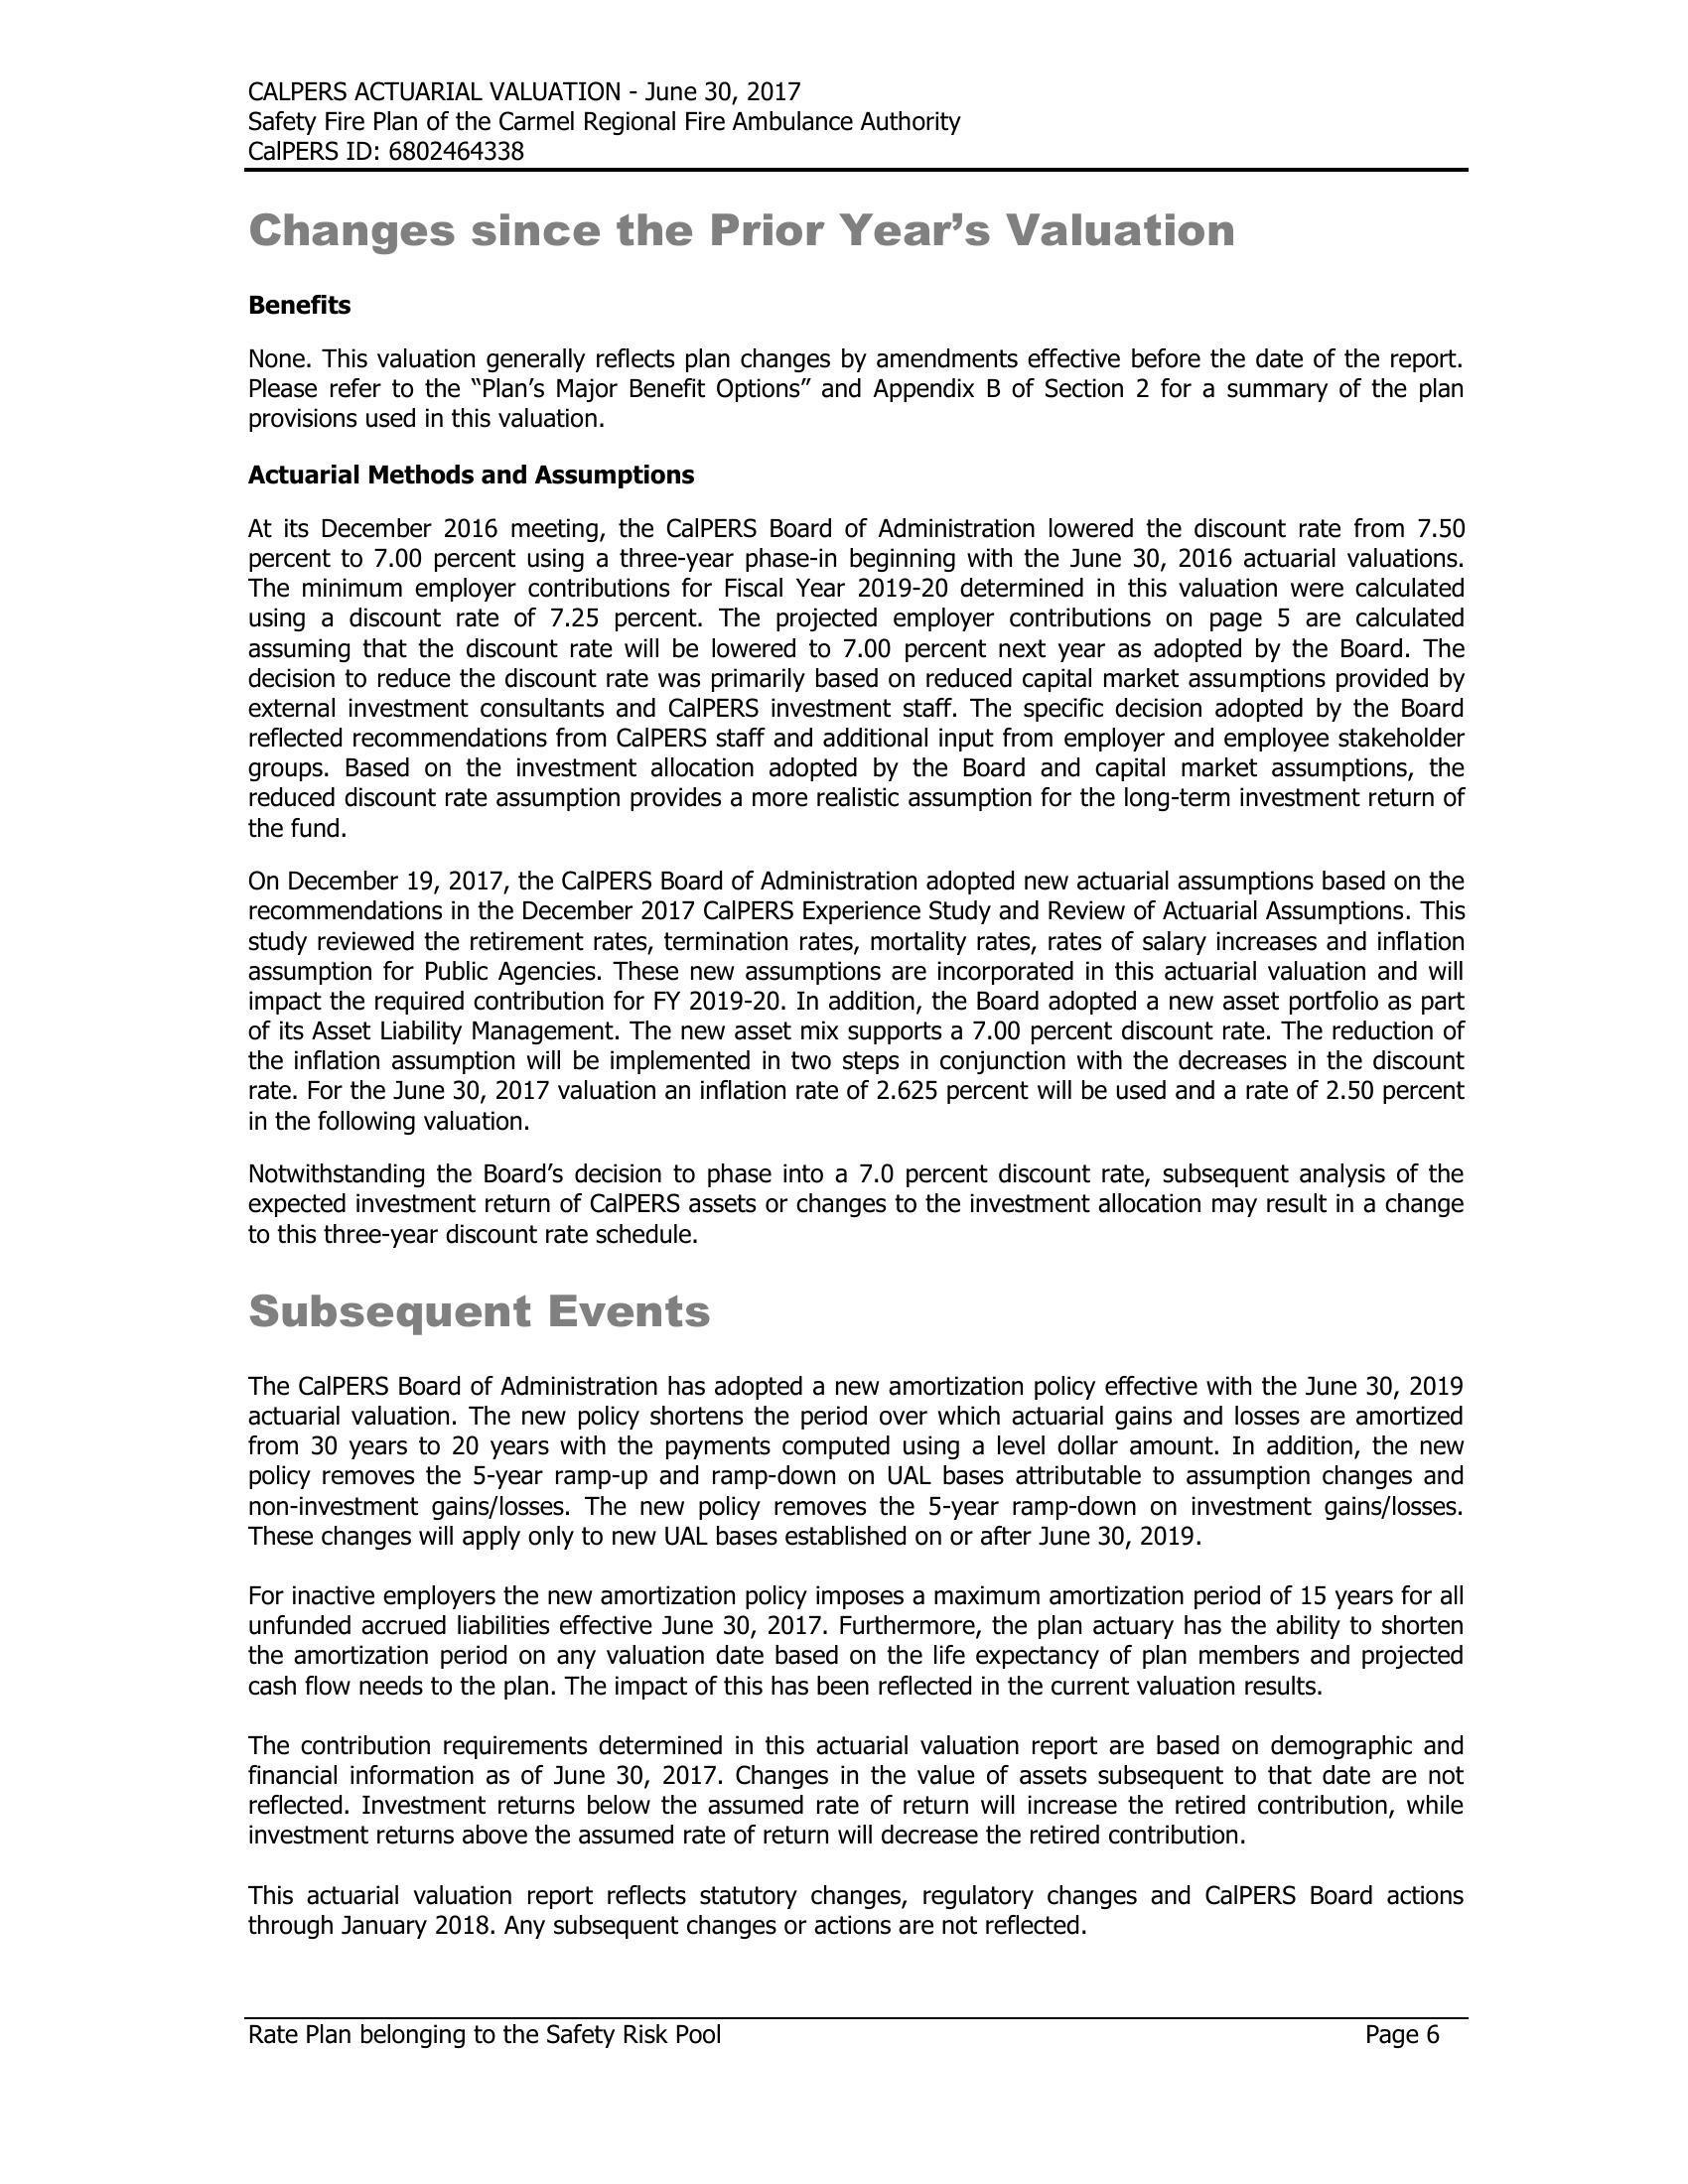 CALPERS ACTUARIAL VALUATION - June 30, 2017
Safety Fire Plan of the Carmel Regional Fire Ambulance Authority
CalPERS ID: 6802464338
Changes since the Prior Year’s Valuation
Benefits
None. This valuation generally reflects plan changes by amendments effective before the date of the report.
Please refer to the “Plan’s Major Benefit Options” and Appendix B of Section 2 for a summary of the plan
provisions used in this valuation.
Actuarial Methods and Assumptions
At its December 2016 meeting, the CalPERS Board of Administration lowered the discount rate from 7.50
percent to 7.00 percent using a three-year phase-in beginning with the June 30, 2016 actuarial valuations.
The minimum employer contributions for Fiscal Year 2019-20 determined in this valuation were calculated
using a discount rate of 7.25 percent. The projected employer contributions on page 5 are calculated
assuming that the discount rate will be lowered to 7.00 percent next year as adopted by the Board. The
decision to reduce the discount rate was primarily based on reduced capital market assumptions provided by
external investment consultants and CalPERS investment staff. The specific decision adopted by the Board
reflected recommendations from CalPERS staff and additional input from employer and employee stakeholder
groups. Based on the investment allocation adopted by the Board and capital market assumptions, the
reduced discount rate assumption provides a more realistic assumption for the long-term investment return of
the fund.
On December 19, 2017, the CalPERS Board of Administration adopted new actuarial assumptions based on the
recommendations in the December 2017 CalPERS Experience Study and Review of Actuarial Assumptions. This
study reviewed the retirement rates, termination rates, mortality rates, rates of salary increases and inflation
assumption for Public Agencies. These new assumptions are incorporated in this actuarial valuation and will
impact the required contribution for FY 2019-20. In addition, the Board adopted a new asset portfolio as part
of its Asset Liability Management. The new asset mix supports a 7.00 percent discount rate. The reduction of
the inflation assumption will be implemented in two steps in conjunction with the decreases in the discount
rate. For the June 30, 2017 valuation an inflation rate of 2.625 percent will be used and a rate of 2.50 percent
in the following valuation.
Notwithstanding the Board’s decision to phase into a 7.0 percent discount rate, subsequent analysis of the
expected investment return of CalPERS assets or changes to the investment allocation may result in a change
to this three-year discount rate schedule.
Subsequent Events
The CalPERS Board of Administration has adopted a new amortization policy effective with the June 30, 2019
actuarial valuation. The new policy shortens the period over which actuarial gains and losses are amortized
from 30 years to 20 years with the payments computed using a level dollar amount. In addition, the new
policy removes the 5-year ramp-up and ramp-down on UAL bases attributable to assumption changes and
non-investment gains/losses. The new policy removes the 5-year ramp-down on investment gains/losses.
These changes will apply only to new UAL bases established on or after June 30, 2019.
For inactive employers the new amortization policy imposes a maximum amortization period of 15 years for all
unfunded accrued liabilities effective June 30, 2017. Furthermore, the plan actuary has the ability to shorten
the amortization period on any valuation date based on the life expectancy of plan members and projected
cash flow needs to the plan. The impact of this has been reflected in the current valuation results.
The contribution requirements determined in this actuarial valuation report are based on demographic and
financial information as of June 30, 2017. Changes in the value of assets subsequent to that date are not
reflected. Investment returns below the assumed rate of return will increase the retired contribution, while
investment returns above the assumed rate of return will decrease the retired contribution.
This actuarial valuation report reflects statutory changes, regulatory changes and CalPERS Board actions
through January 2018. Any subsequent changes or actions are not reflected.
Rate Plan belonging to the Safety Risk Pool Page 6